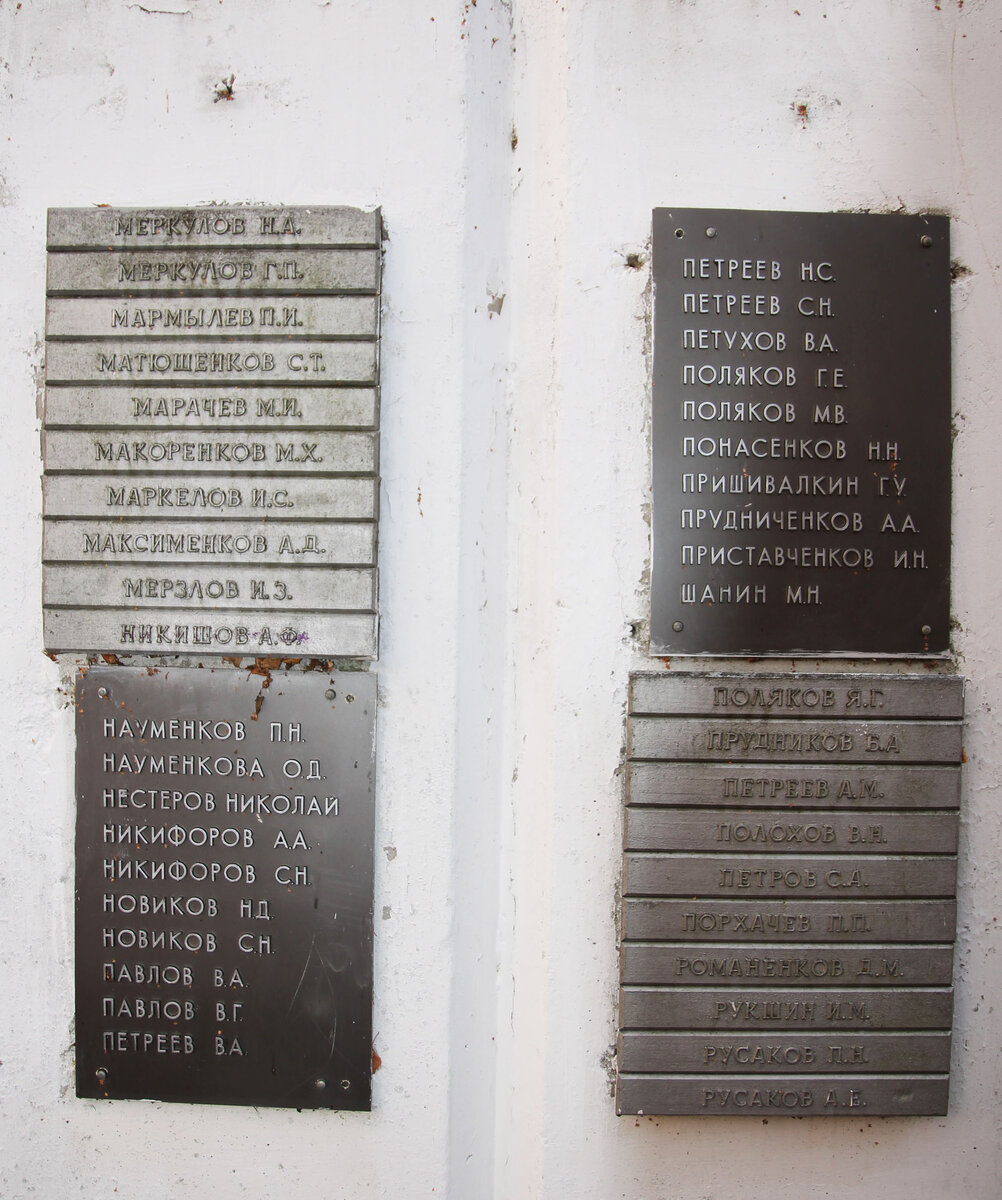 МЕРКУЛОВ Н.А.
МЕРКУЛОВ Г.П.
МАРМЫЛЕВ П.И.
МАТЮШЕНКОВ С.Т.
МАРАЧЕВ М.И.
МАКОРЕНКОВ М.Х.
МАРКЕЛОВ И.С.
МАКСИМЕНКОВ А.Д.
МЕРЗЛОВ И.З.
НИКИШОВ А.Ф.
НАУМЕНКОВ П.Н.
НАУМЕНКОВА О.Д.
НЕСТЕРОВ НИКОЛАЙ
НИКИФОРОВ А.А.
НИКИФОРОВ С.Н.
НОВИКОВ Н.Д.
НОВИКОВ С.Н.
ПАВЛОВ В.А.
ПАВЛОВ В.Г.
ПЕТРЕЕВ В.А.
ПЕТРЕЕВ Н.С.
ПЕТРЕЕВ С.Н.
ПЕТУХОВ В.А.
ПОЛЯКОВ Г.Е.
ПОЛЯКОВ М.В.
ПОНАСЕНКОВ Н.Н.
ПРИШИВАЛКИН Г.У.
ПРУДНИЧЕНКОВ А.А.
ПРИСТАВЧЕНКОВ И.Н.
ШАНИН М.Н.
ПОЛЯКОВ Я.Г.
ПРУДНИКОВ Б.А
ПЕТРЕЕВ А.М.
ПОЛОХОВ В.Н.
ПЕТРОВ С.А.
ПОРХАЧЕВ П.П.
РОМАНЕНКОВ Д.М.
РУКШИН И.М.
РУСАКОВ П.Н.
РУСАКОВ А.Е.